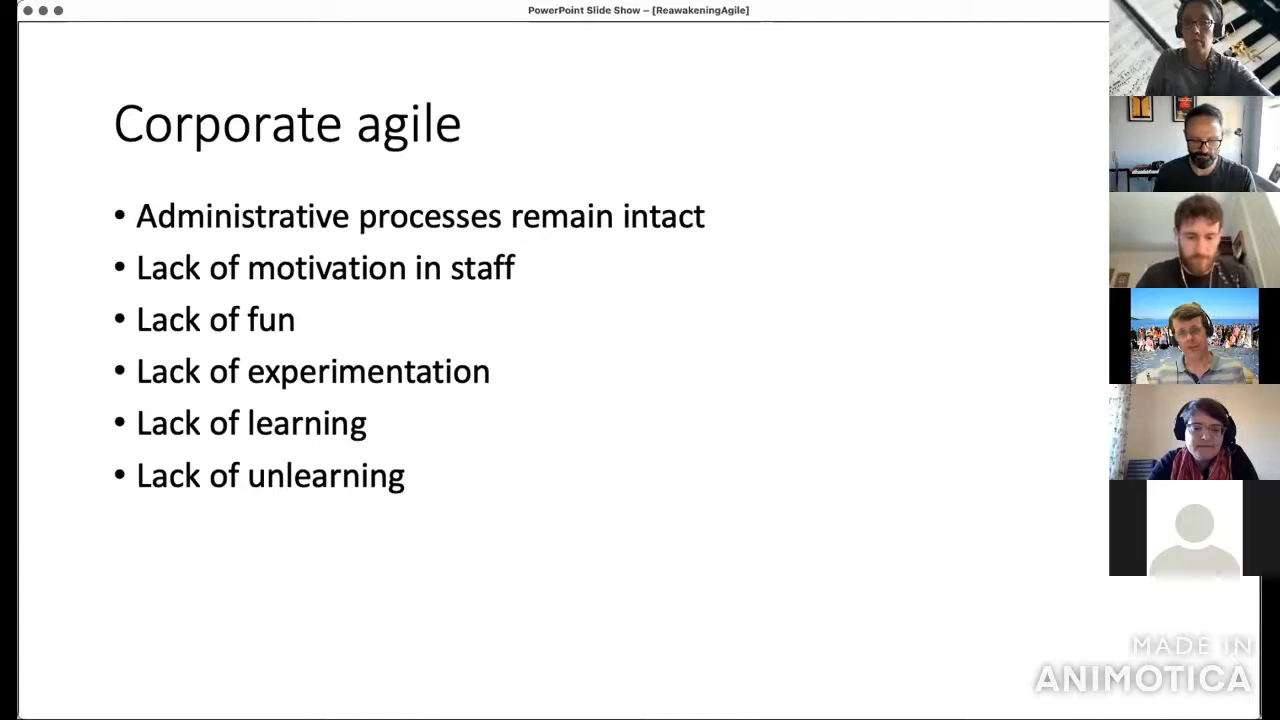 PowerPoint Slide Show – [ReawakeningAgile]
Corporate agile
• Administrative processes remain intact
• Lack of motivation in staff
• Lack of fun
• Lack of experimentation
• Lack of learning
• Lack of unlearning
MADE IN
ANIMOTICA